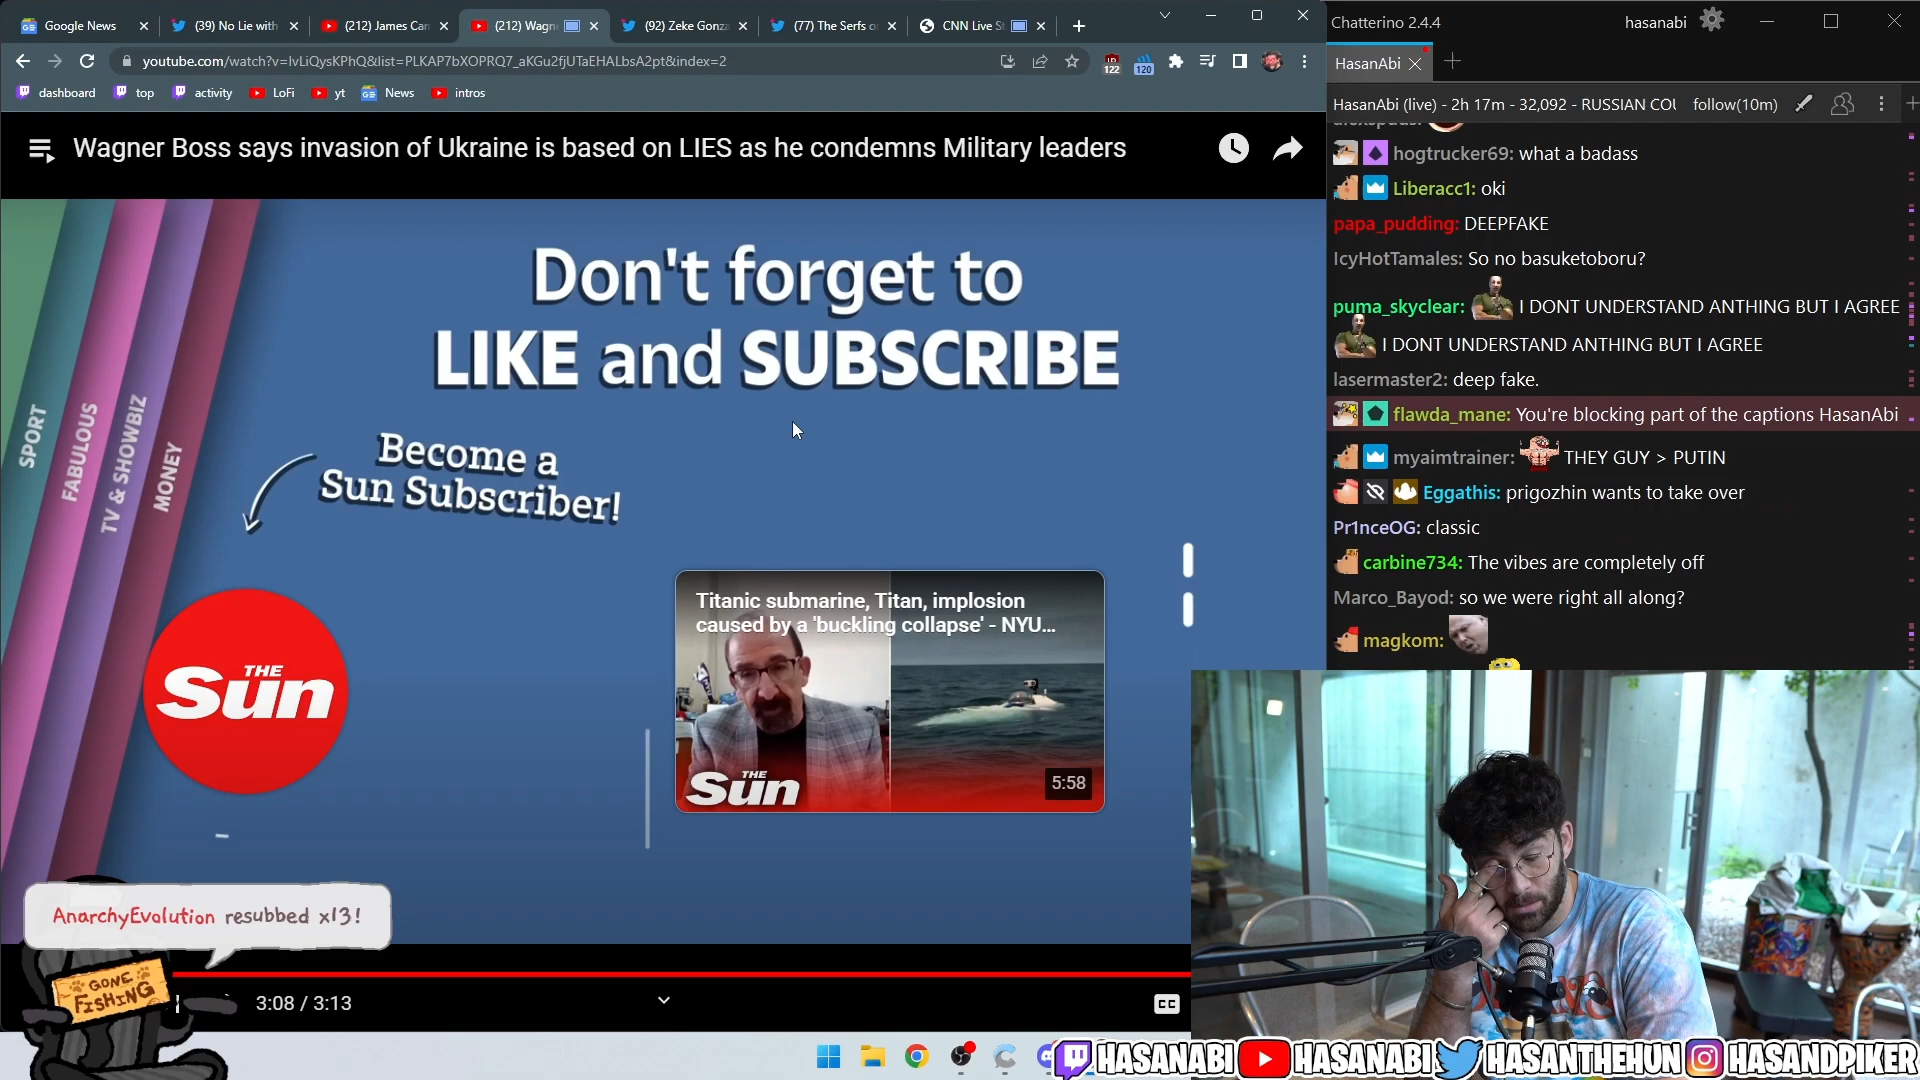 Google News
(39) No Lie with
(212) James Car
(212) Wagn
(92) Zeke Gonza
(77) The Serfs o
CNN Live S
youtube.com/watch?v=IvLiQysKPhQ&list=PLKAP7bXOPRQ7_aKGu2fjUTaEHALbsA2pt&index=2
122
120
dashboard
top
activity
LoFi
yt
News
intros
Wagner Boss says invasion of Ukraine is based on LIES as he condemns Military leaders
Don't forget to
LIKE and SUBSCRIBE
Become a
Sun Subscriber!
SPORT
FABULOUS
TV & SHOWBIZ
MONEY
THE
Sun
Titanic submarine, Titan, implosion
caused by a 'buckling collapse' - NYU...
THE
Sun
5:58
AnarchyEvolution resubbed x13!
GONE
FISHING
3:08 / 3:13
CC
Chatterino 2.4.4
hasanabi
HasanAbi
HasanAbi (live) - 2h 17m - 32,092 - RUSSIAN COU
follow(10m)
hogtrucker69: what a badass
Liberacc1: oki
papa_pudding: DEEPFAKE
IcyHotTamales: So no basuketoboru?
puma_skyclear: I DONT UNDERSTAND ANTHING BUT I AGREE
I DONT UNDERSTAND ANTHING BUT I AGREE
lasermaster2: deep fake.
flawda_mane: You're blocking part of the captions HasanAbi
myaimtrainer: THEY GUY > PUTIN
Eggathis: prigozhin wants to take over
Pr1nceOG: classic
carbine734: The vibes are completely off
Marco_Bayod: so we were right all along?
magkom:
HASANABI
HASANABI
HASANTHEHUN
HASANDPIKER